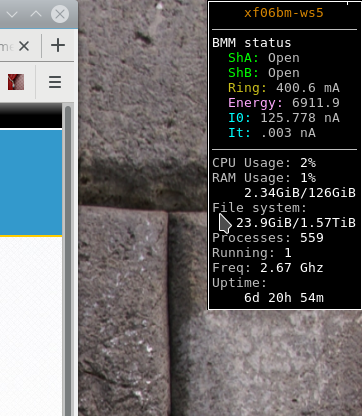 xf06bm-ws5
BMM status
ShA: Open
ShB: Open
Ring: 400.6 mA
Energy: 6911.9
I0: 125.778 nA
It: .003 nA
CPU Usage: 2%
RAM Usage: 1%
2.34GiB/126GiB
File system:
23.9GiB/1.57TiB
Processes: 559
Running: 1
Freq: 2.67 Ghz
Uptime:
6d 20h 54m